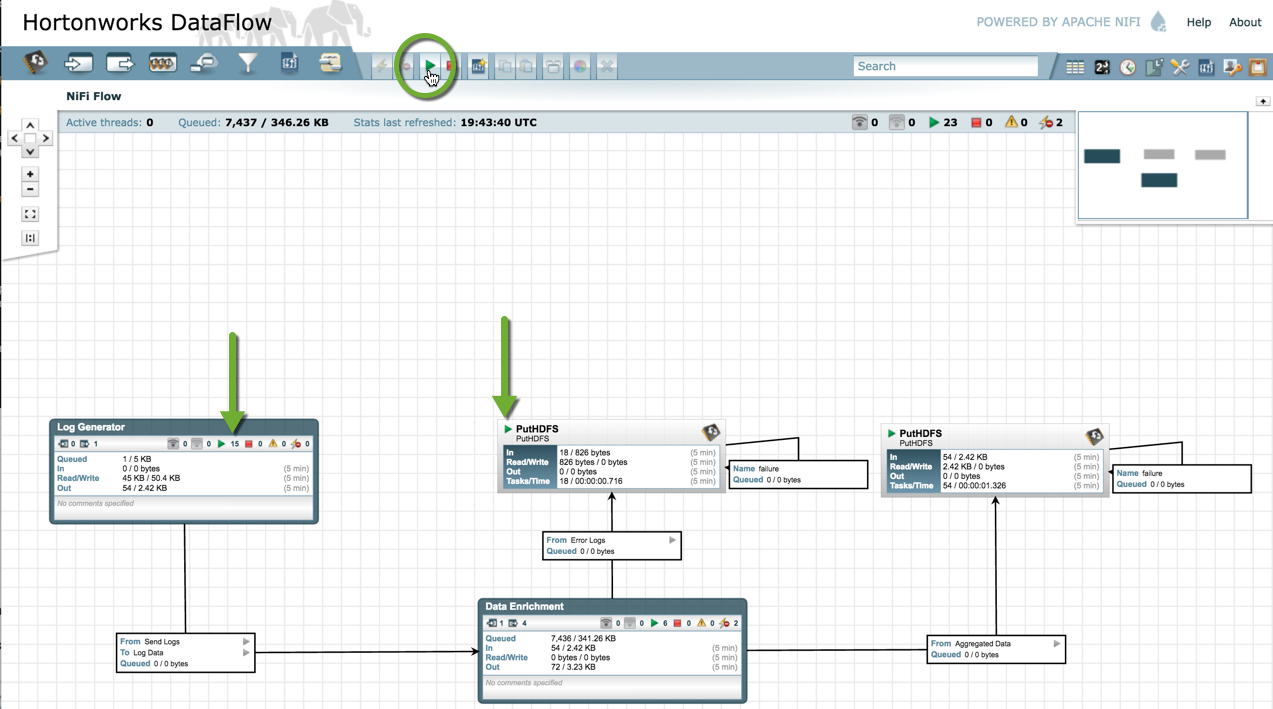 Hortonworks DataFlow
POWERED BY APACHE NIFI
Help
About
Search
NiFi Flow
Active threads: 0
Queued: 7,437 / 346.26 KB
Stats last refreshed: 19:43:40 UTC
0 0 23 0 0 2
Log Generator
0 1 0 0 15 0 0 0
Queued 1 / 5 KB
In 0 / 0 bytes (5 min)
Read/Write 45 KB / 50.4 KB (5 min)
Out 54 / 2.42 KB (5 min)
No comments specified
PutHDFS
PutHDFS
In 18 / 826 bytes (5 min)
Read/Write 826 bytes / 0 bytes (5 min)
Out 0 / 0 bytes (5 min)
Tasks/Time 18 / 00:00:00.716 (5 min)
Name failure
Queued 0 / 0 bytes
PutHDFS
PutHDFS
In 54 / 2.42 KB (5 min)
Read/Write 2.42 KB / 0 bytes (5 min)
Out 0 / 0 bytes (5 min)
Tasks/Time 54 / 00:00:01.326 (5 min)
Name failure
Queued 0 / 0 bytes
From Error Logs
Queued 0 / 0 bytes
Data Enrichment
1 4 0 0 6 0 0 2
Queued 7,436 / 341.26 KB
In 54 / 2.42 KB (5 min)
Read/Write 0 bytes / 0 bytes (5 min)
Out 72 / 3.23 KB (5 min)
No comments specified
From Send Logs
To Log Data
Queued 0 / 0 bytes
From Aggregated Data
Queued 0 / 0 bytes